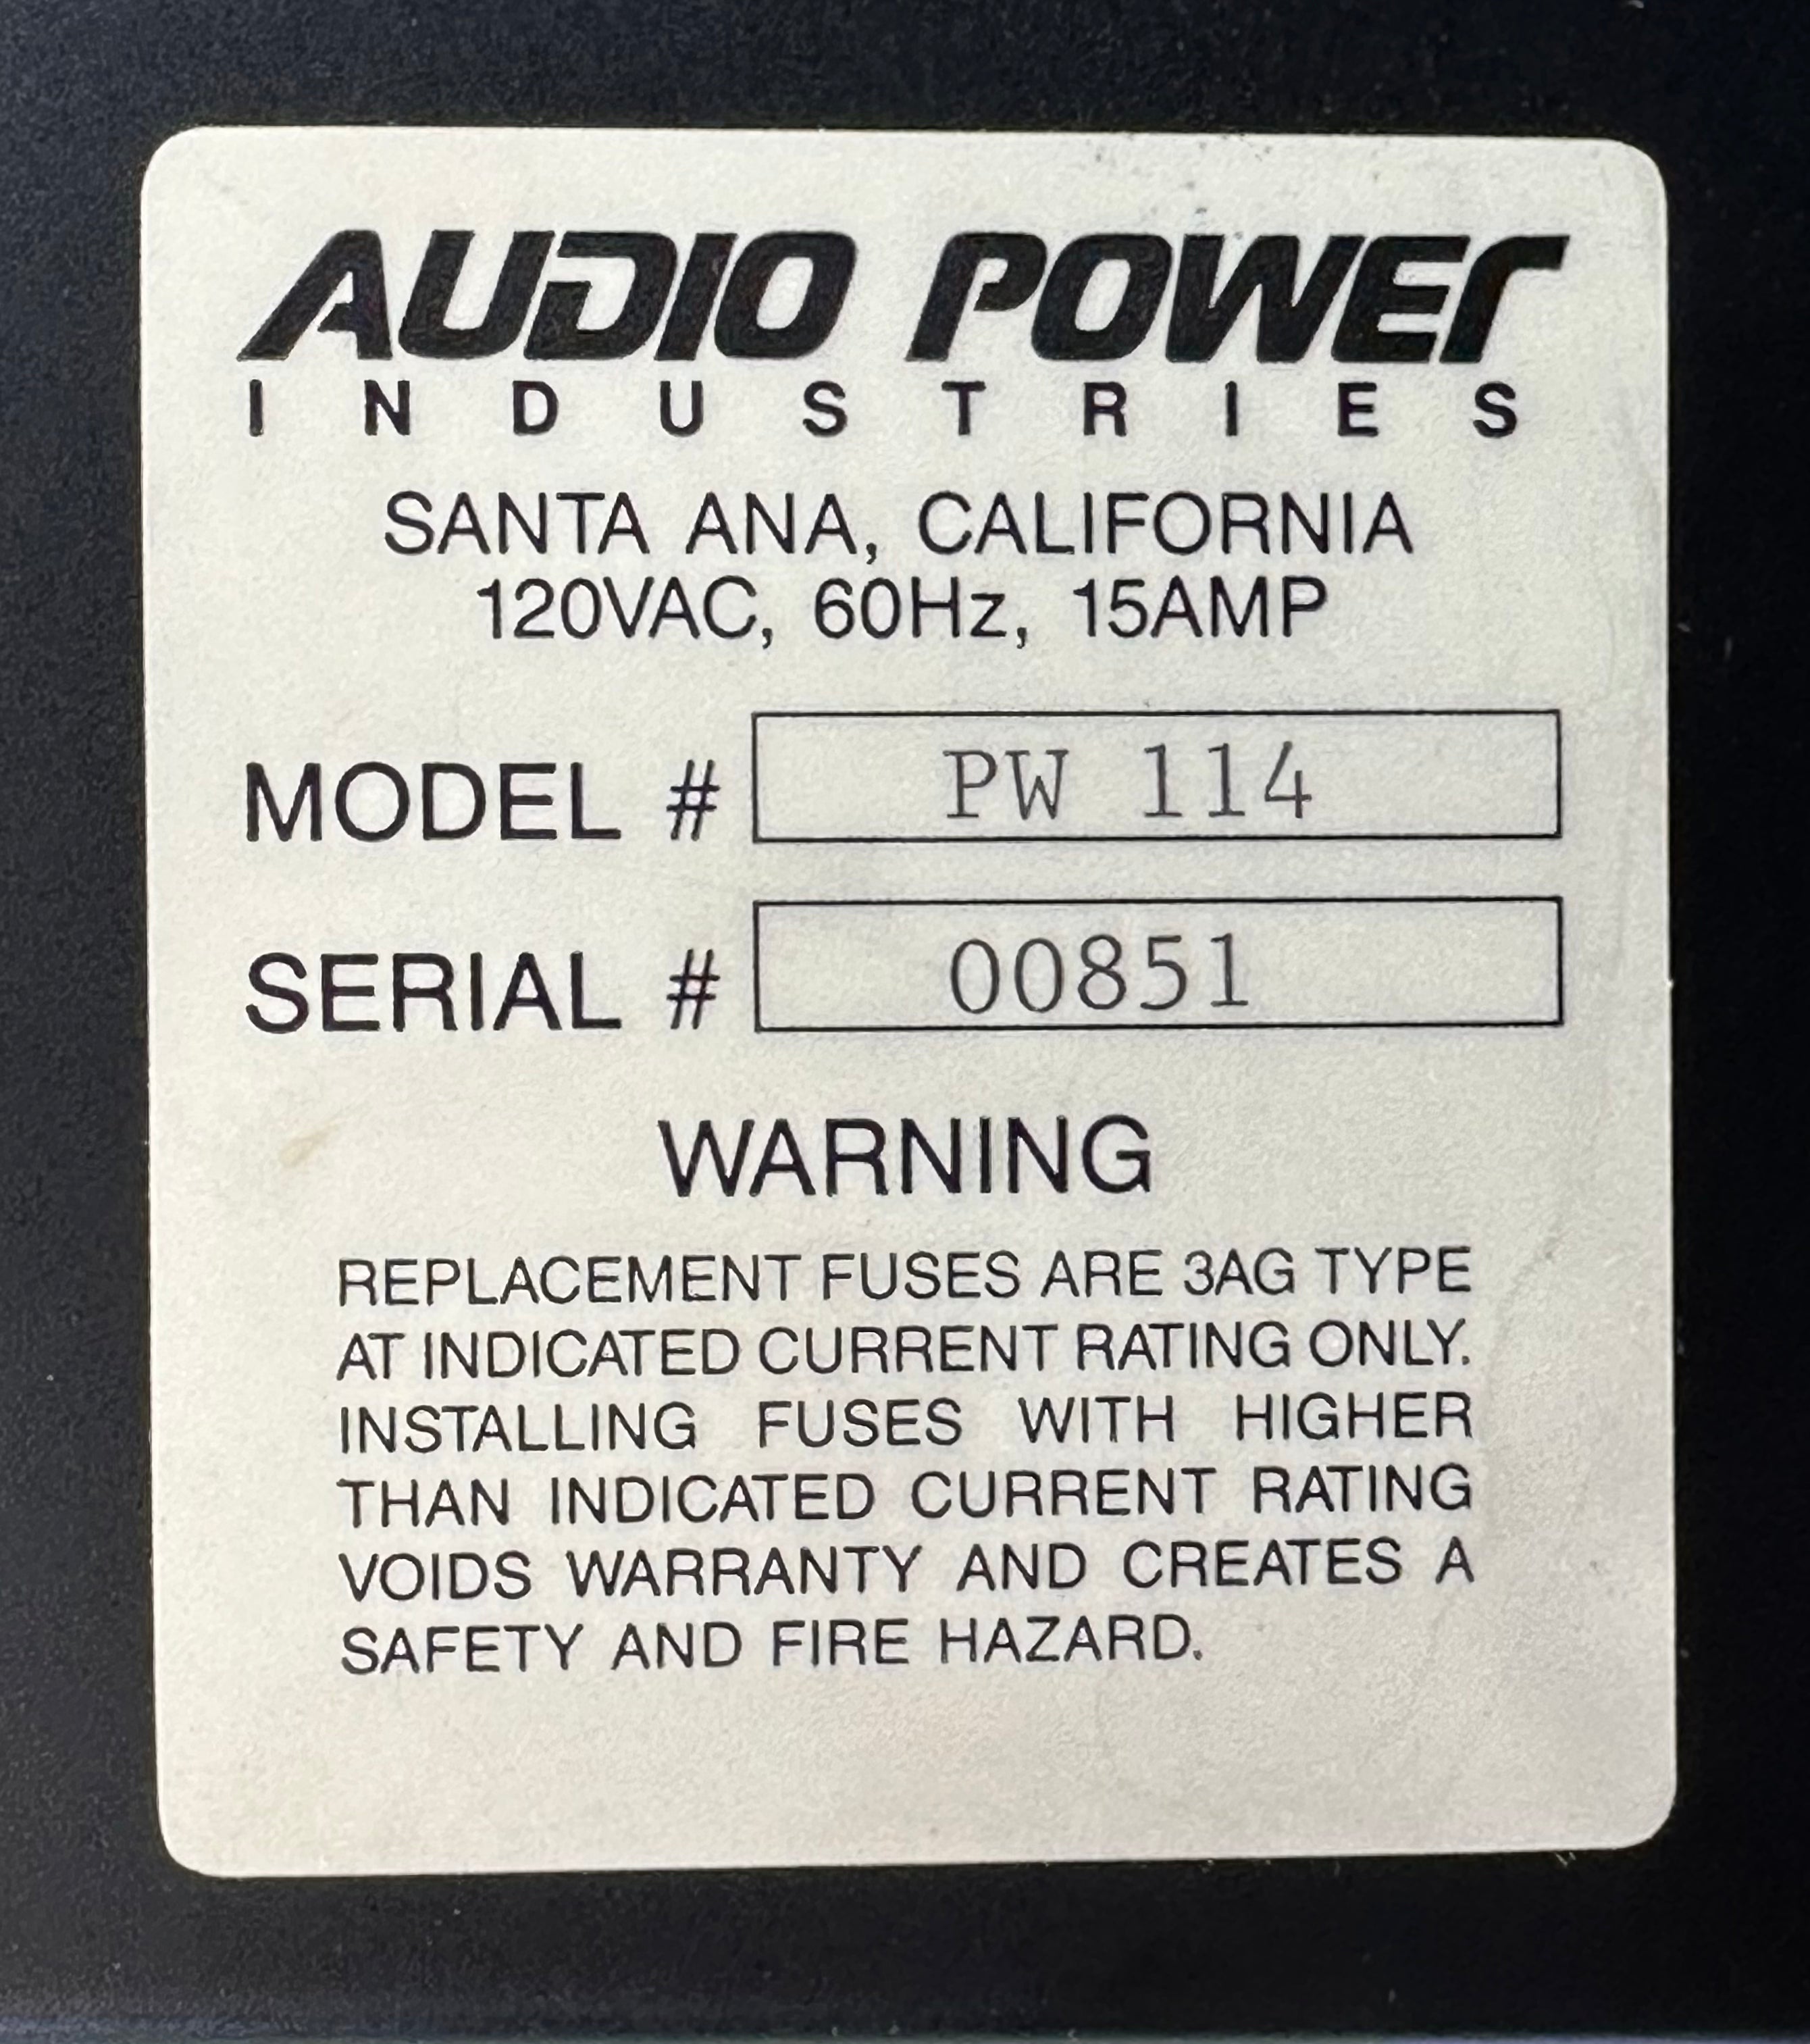 AUDIO POWER
INDUSTRIES
SANTA ANA, CALIFORNIA
120VAC, 60Hz, 15AMP
MODEL # PW 114
SERIAL # 00851
WARNING
REPLACEMENT FUSES ARE 3AG TYPE
AT INDICATED CURRENT RATING ONLY.
INSTALLING FUSES WITH HIGHER
THAN INDICATED CURRENT RATING
VOIDS WARRANTY AND CREATES A
SAFETY AND FIRE HAZARD.